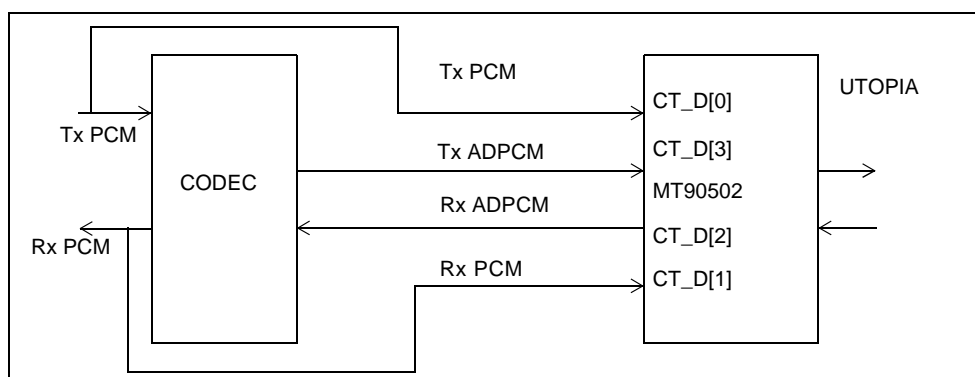 Tx PCM
CT_D[0]
UTOPIA
Tx PCM
Tx ADPCM
CT_D[3]
CODEC
MT90502
Rx ADPCM
CT_D[2]
Rx PCM
Rx PCM
CT_D[1]